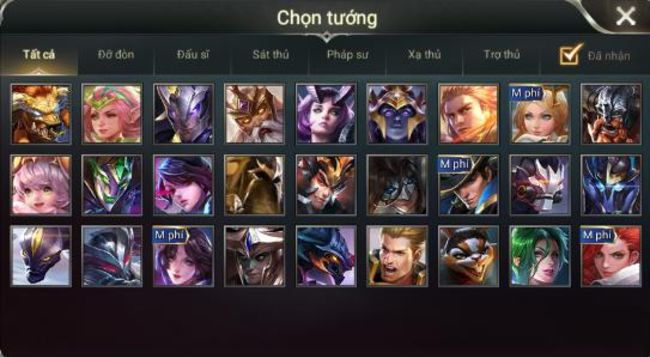 Chọn tướng
Tất cả Đỡ đòn Đấu sĩ Sát thủ Pháp sư Xạ thủ Trợ thủ Đã nhận
M phí
M phí
M phí M phí